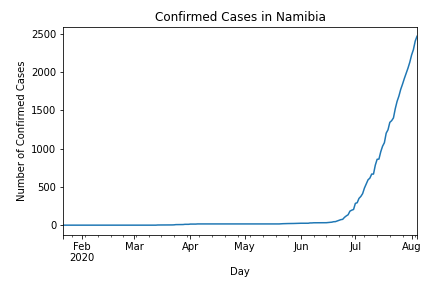 Confirmed Cases in Namibia
Number of Confirmed Cases
2500
2000
1500
1000
500
0
Feb Mar Apr May Jun Jul Aug
2020
Day